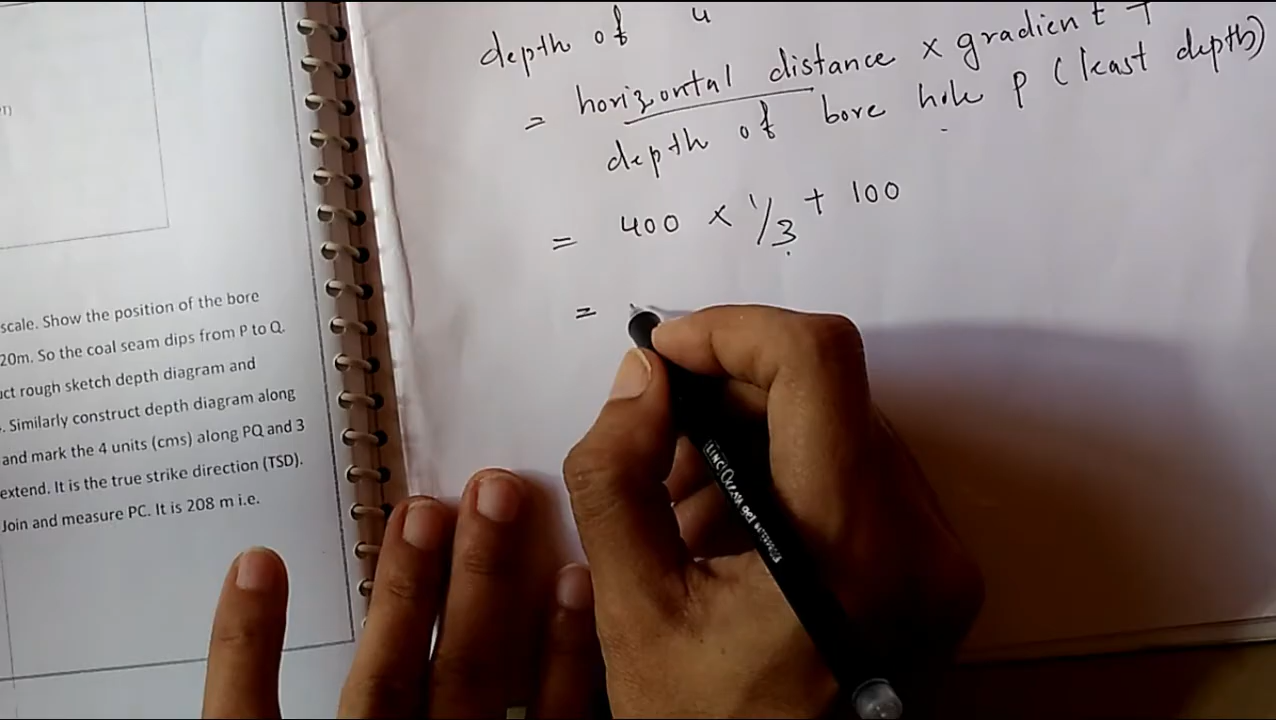 depth of u
= horizontal distance x gradient +
depth of bore hole p (least depth)
= 400 x 1/3 + 100
=
scale. Show the position of the bore
20m. So the coal seam dips from P to Q.
uct rough sketch depth diagram and
. Similarly construct depth diagram along
and mark the 4 units (cms) along PQ and 3
extend. It is the true strike direction (TSD).
Join and measure PC. It is 208 m i.e.
LINC Ocean gel